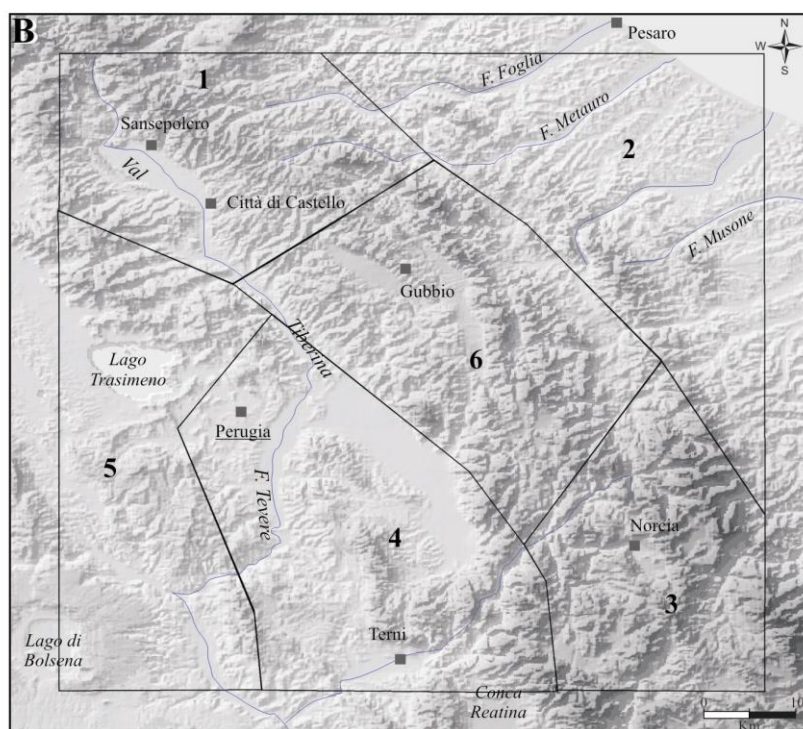 B
N
W
E
S
Pesaro
1
F. Foglia
Sansepolcro
F. Metauro
2
Val
Città di Castello
F. Musone
Gubbio
Tiberina
6
Lago
Trasimeno
Perugia
5
F. Tevere
4
Norcia
3
Terni
Lago di
Bolsena
Conca
Reatina
0 10
Km